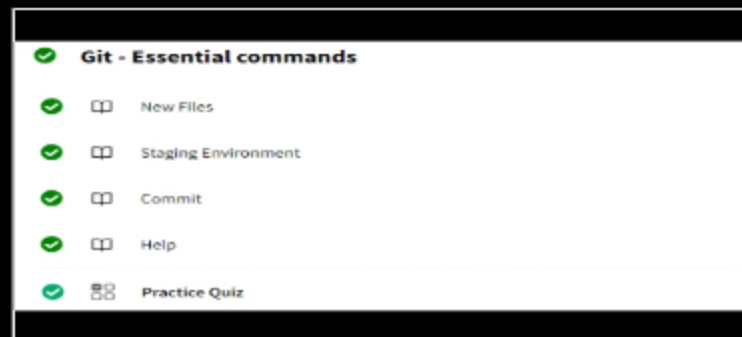 Git - Essential commands
New Files
Staging Environment
Commit
Help
Practice Quiz